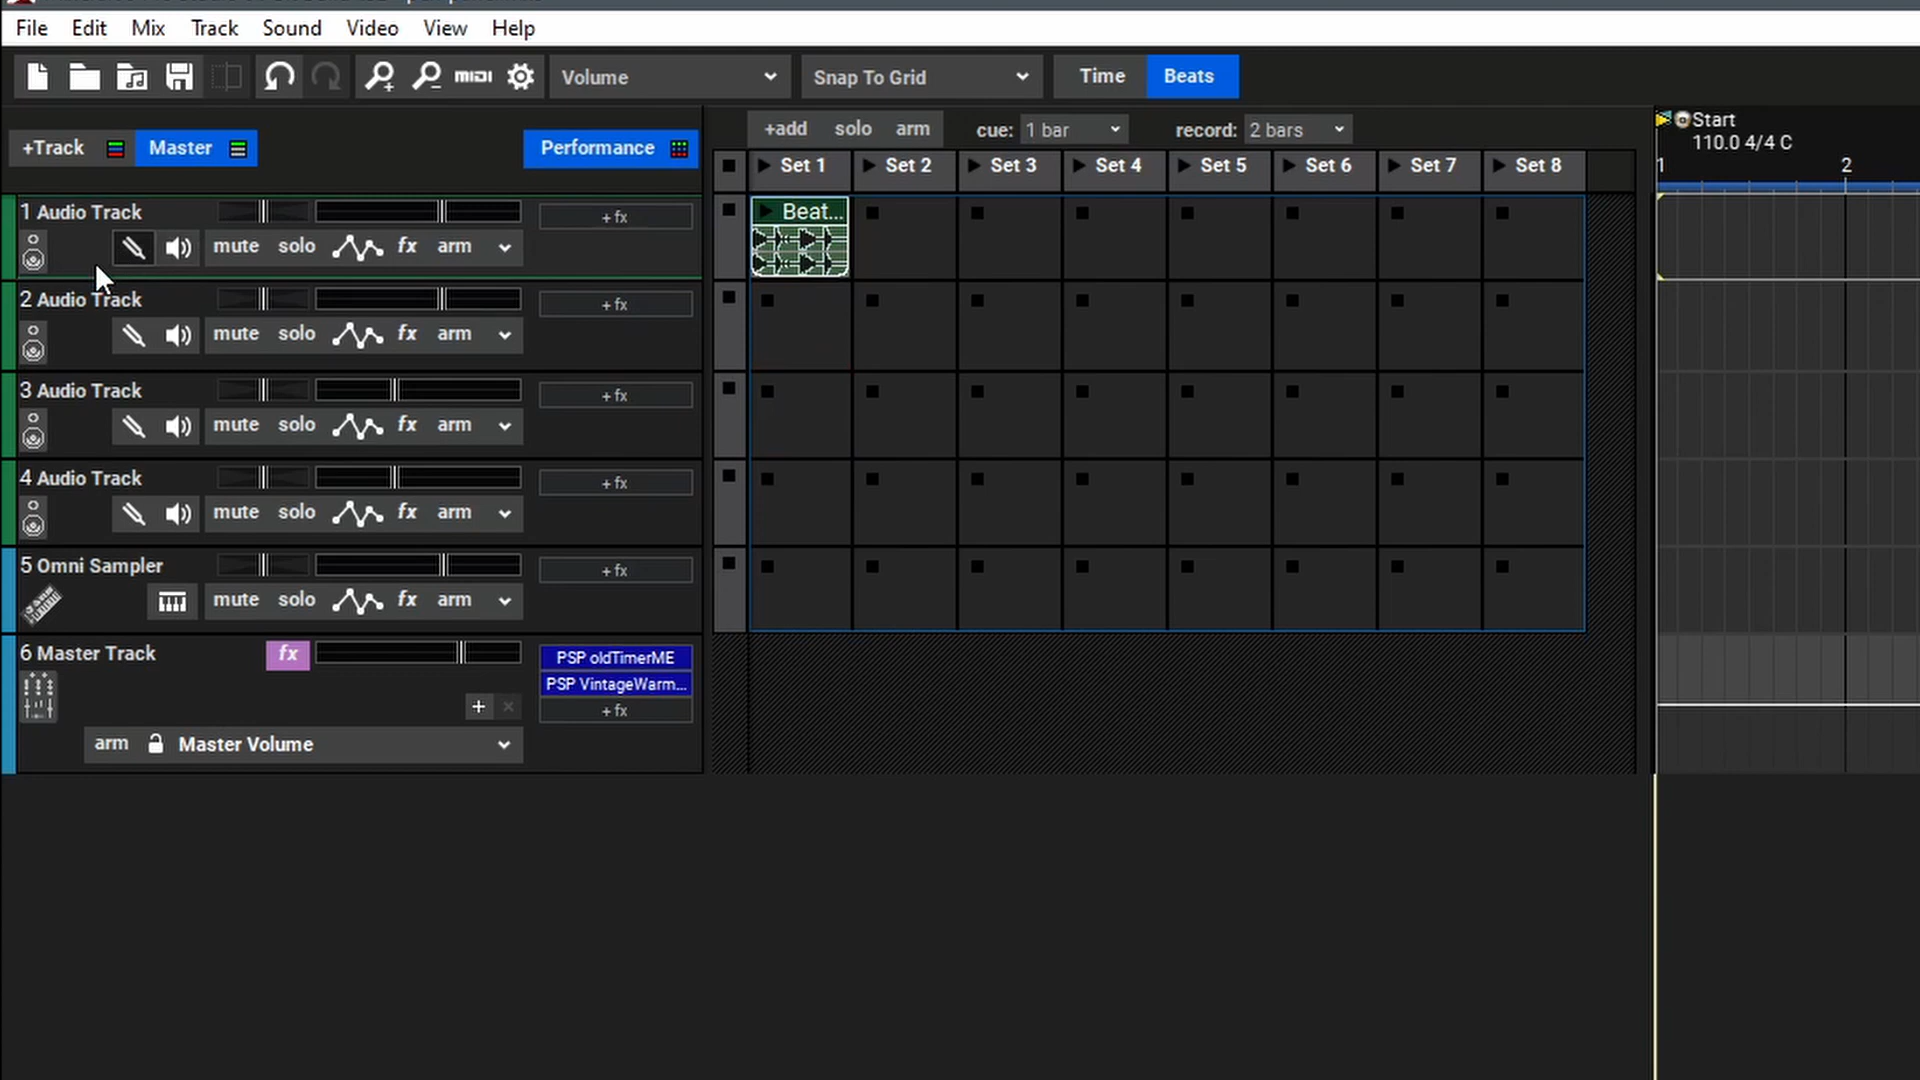 File Edit Mix Track Sound Video View Help
MIDI Volume Snap To Grid Time Beats
+Track Master Performance
+add solo arm cue: 1 bar record: 2 bars
Start
110.0 4/4 C
1 2
Set 1 Set 2 Set 3 Set 4 Set 5 Set 6 Set 7 Set 8
1 Audio Track +fx
Beat...
mute solo fx arm
2 Audio Track +fx
mute solo fx arm
3 Audio Track +fx
mute solo fx arm
4 Audio Track +fx
mute solo fx arm
5 Omni Sampler +fx
mute solo fx arm
6 Master Track fx
PSP oldTimerME
PSP VintageWarm...
+fx
arm Master Volume